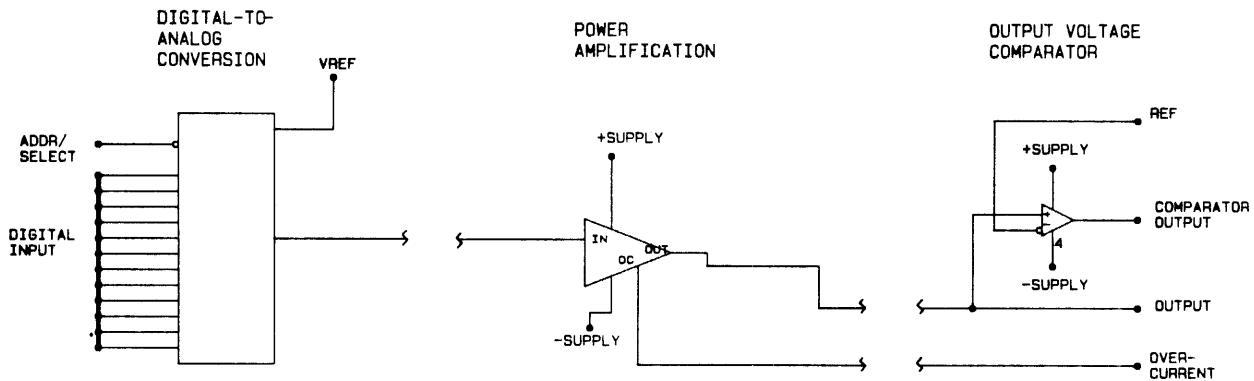 DIGITAL-TO-
ANALOG
CONVERSION
POWER
AMPLIFICATION
OUTPUT VOLTAGE
COMPARATOR
VREF
ADDR/
SELECT
DIGITAL
INPUT
+SUPPLY
IN
OUT
OC
-SUPPLY
REF
+SUPPLY
+
-
4
-SUPPLY
COMPARATOR
OUTPUT
OUTPUT
OVER-
CURRENT